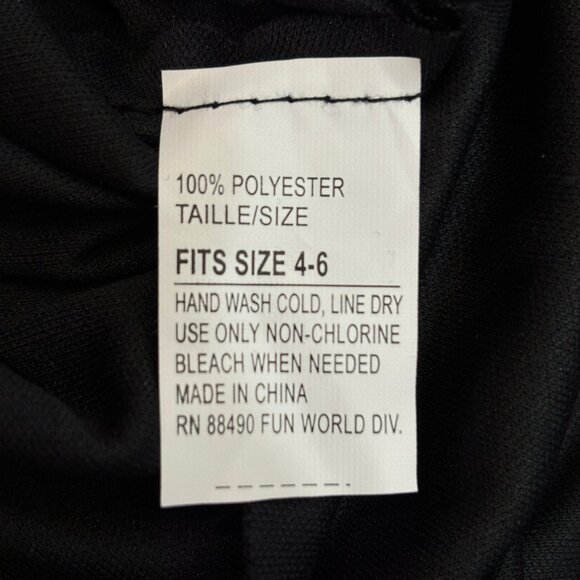 100% POLYESTER
TAILLE/SIZE
FITS SIZE 4-6
HAND WASH COLD, LINE DRY
USE ONLY NON-CHLORINE
BLEACH WHEN NEEDED
MADE IN CHINA
RN 88490 FUN WORLD DIV.